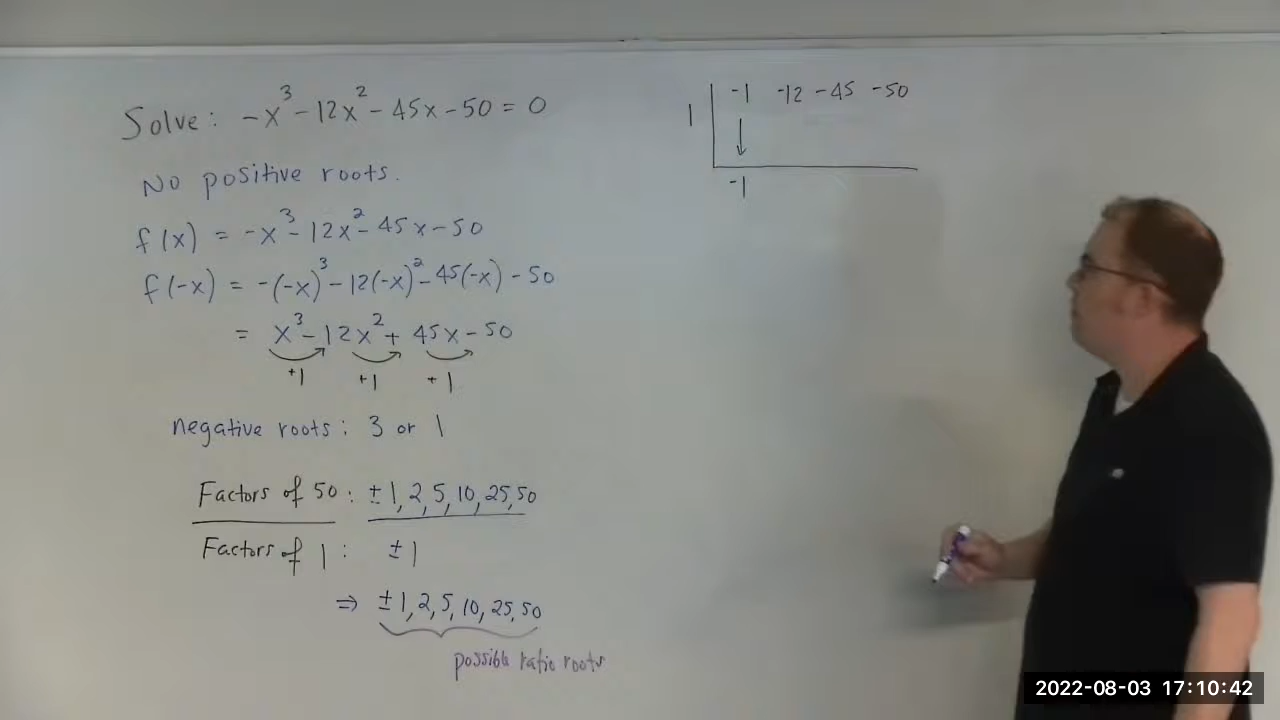 Solve: -x³ - 12x² - 45x - 50 = 0
No positive roots.
f(x) = -x³ - 12x² - 45x - 50
f(-x) = -(-x)³ - 12(-x)² - 45(-x) - 50
= x³ - 12x² + 45x - 50
+1 +1 +1
negative roots: 3 or 1
Factors of 50: ± 1, 2, 5, 10, 25, 50
Factors of 1: ± 1
⇒ ± 1, 2, 5, 10, 25, 50
possible ratio roots
1 | -1 -12 -45 -50
↓
-1
2022-08-03 17:10:42